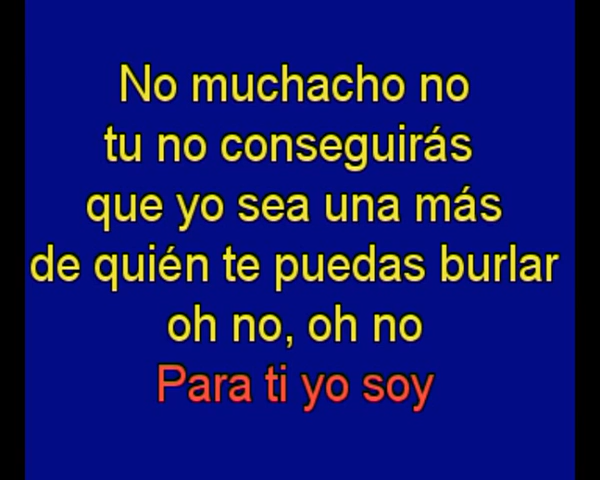 No muchacho no
tu no conseguirás
que yo sea una más
de quién te puedas burlar
oh no, oh no
Para ti yo soy